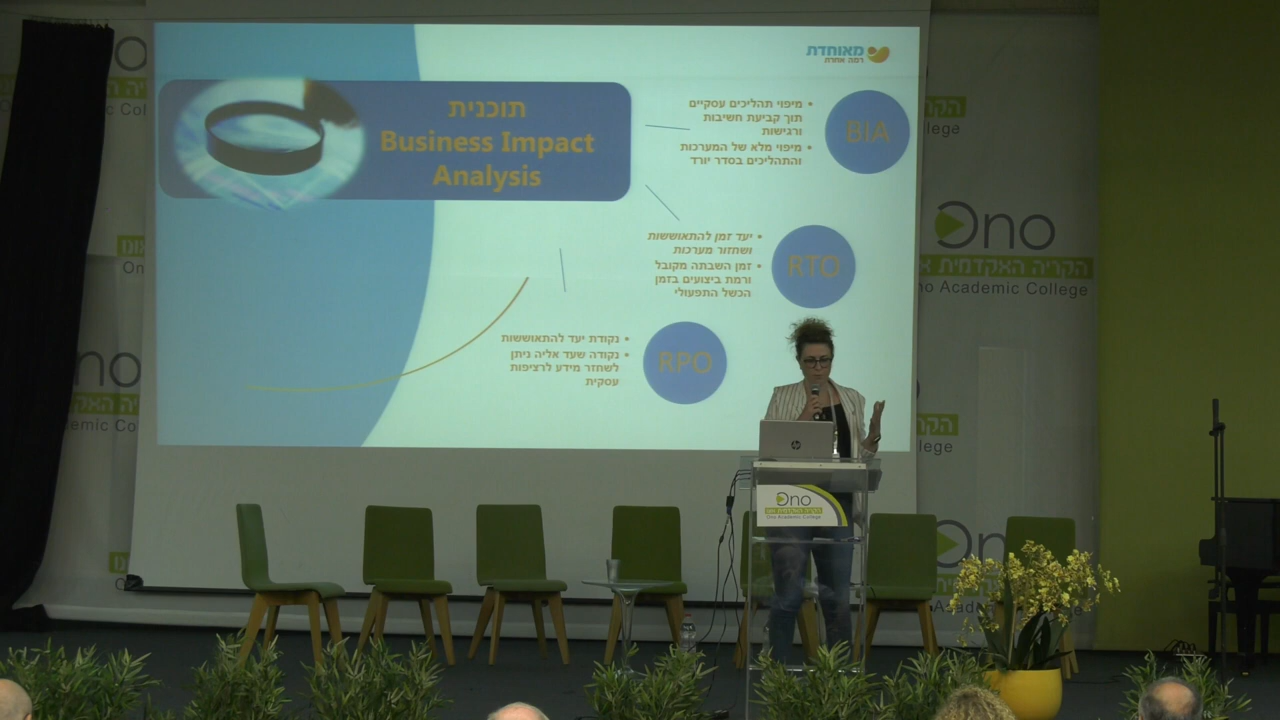 מאוחדת
רמה אחרת
תוכנית
Business Impact
Analysis
BIA
• מיפוי תהליכים עסקיים
תוך קביעת חשיבות
ורגישות
• מיפוי מלא של המערכות
והתהליכים בסדר יורד
RTO
• יעד זמן להתאוששות
ושחזור מערכות
• זמן השבתה מקובל
ורמת ביצועים בזמן
הכשל התפעולי
RPO
• נקודת יעד להתאוששות
• נקודה שעד אליה ניתן
לשחזר מידע לרציפות
עסקית
Ono
הקריה האקדמית
Ono Academic College
hp
Ono
הקריה האקדמית אונו
Ono Academic College